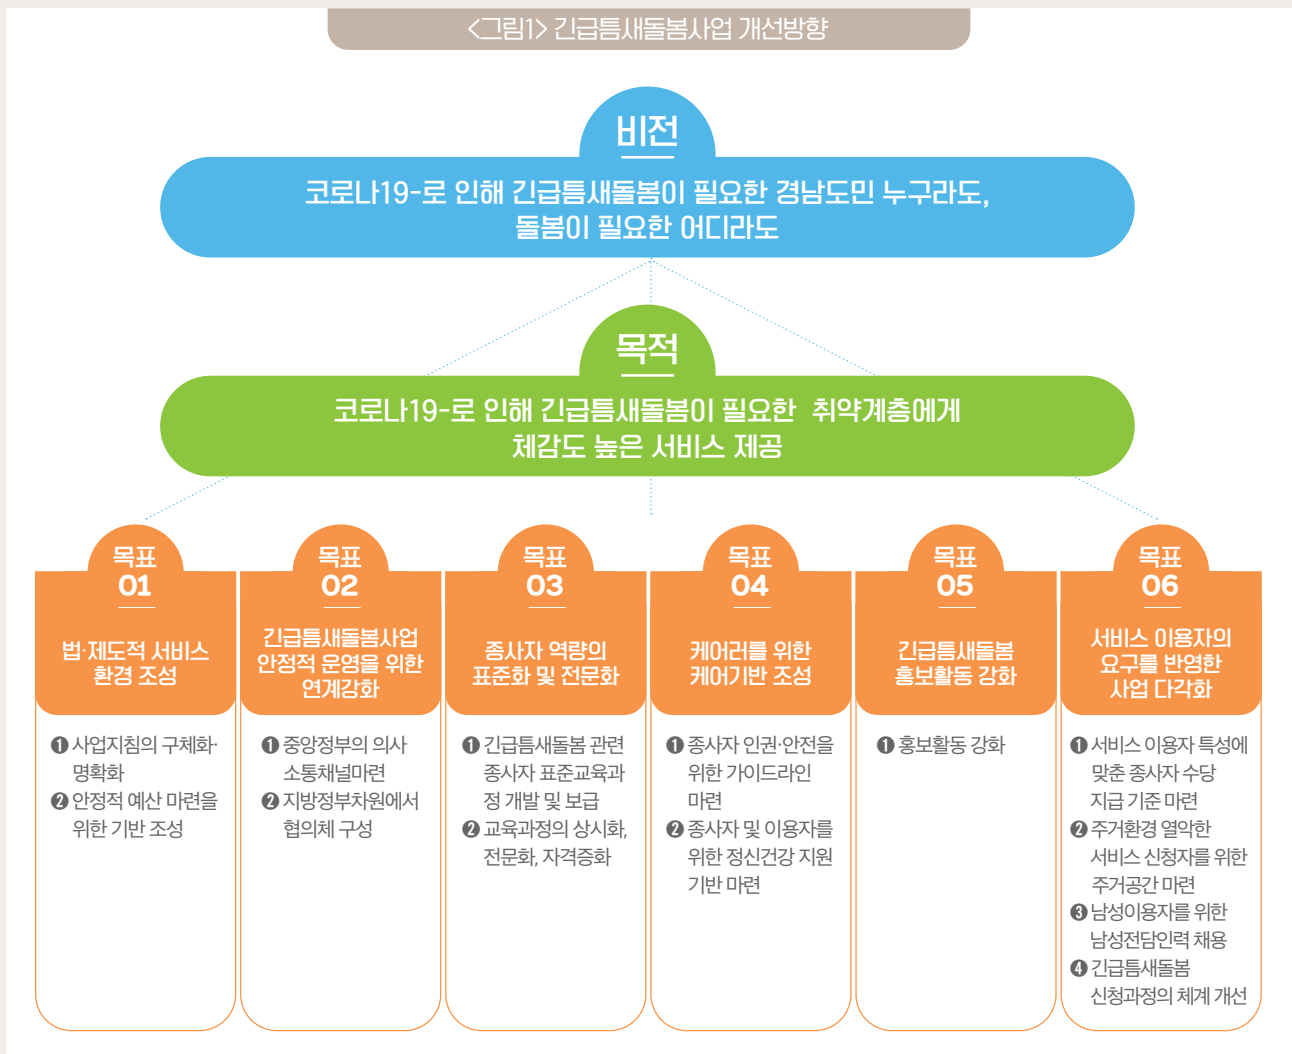 <그림1> 긴급틈새돌봄사업 개선방향
비전
코로나19-로 인해 긴급틈새돌봄이 필요한 경남도민 누구라도,
돌봄이 필요한 어디라도
목적
코로나19-로 인해 긴급틈새돌봄이 필요한 취약계층에게
체감도 높은 서비스 제공
목표
01
법·제도적 서비스
환경 조성
❶ 사업지침의 구체화·
명확화
❷ 안정적 예산 마련을
위한 기반 조성
목표
02
긴급틈새돌봄사업
안정적 운영을 위한
연계강화
❶ 중앙정부의 의사
소통채널마련
❷ 지방정부차원에서
협의체 구성
목표
03
종사자 역량의
표준화 및 전문화
❶ 긴급틈새돌봄 관련
종사자 표준교육과
정 개발 및 보급
❷ 교육과정의 상시화,
전문화, 자격증화
목표
04
케어러를 위한
케어기반 조성
❶ 종사자 인권·안전을
위한 가이드라인
마련
❷ 종사자 및 이용자를
위한 정신건강 지원
기반 마련
목표
05
긴급틈새돌봄
홍보활동 강화
❶ 홍보활동 강화
목표
06
서비스 이용자의
요구를 반영한
사업 다각화
❶ 서비스 이용자 특성에
맞춘 종사자 수당
지급 기준 마련
❷ 주거환경 열악한
서비스 신청자를 위한
주거공간 마련
❸ 남성이용자를 위한
남성전담인력 채용
❹ 긴급틈새돌봄
신청과정의 체계 개선